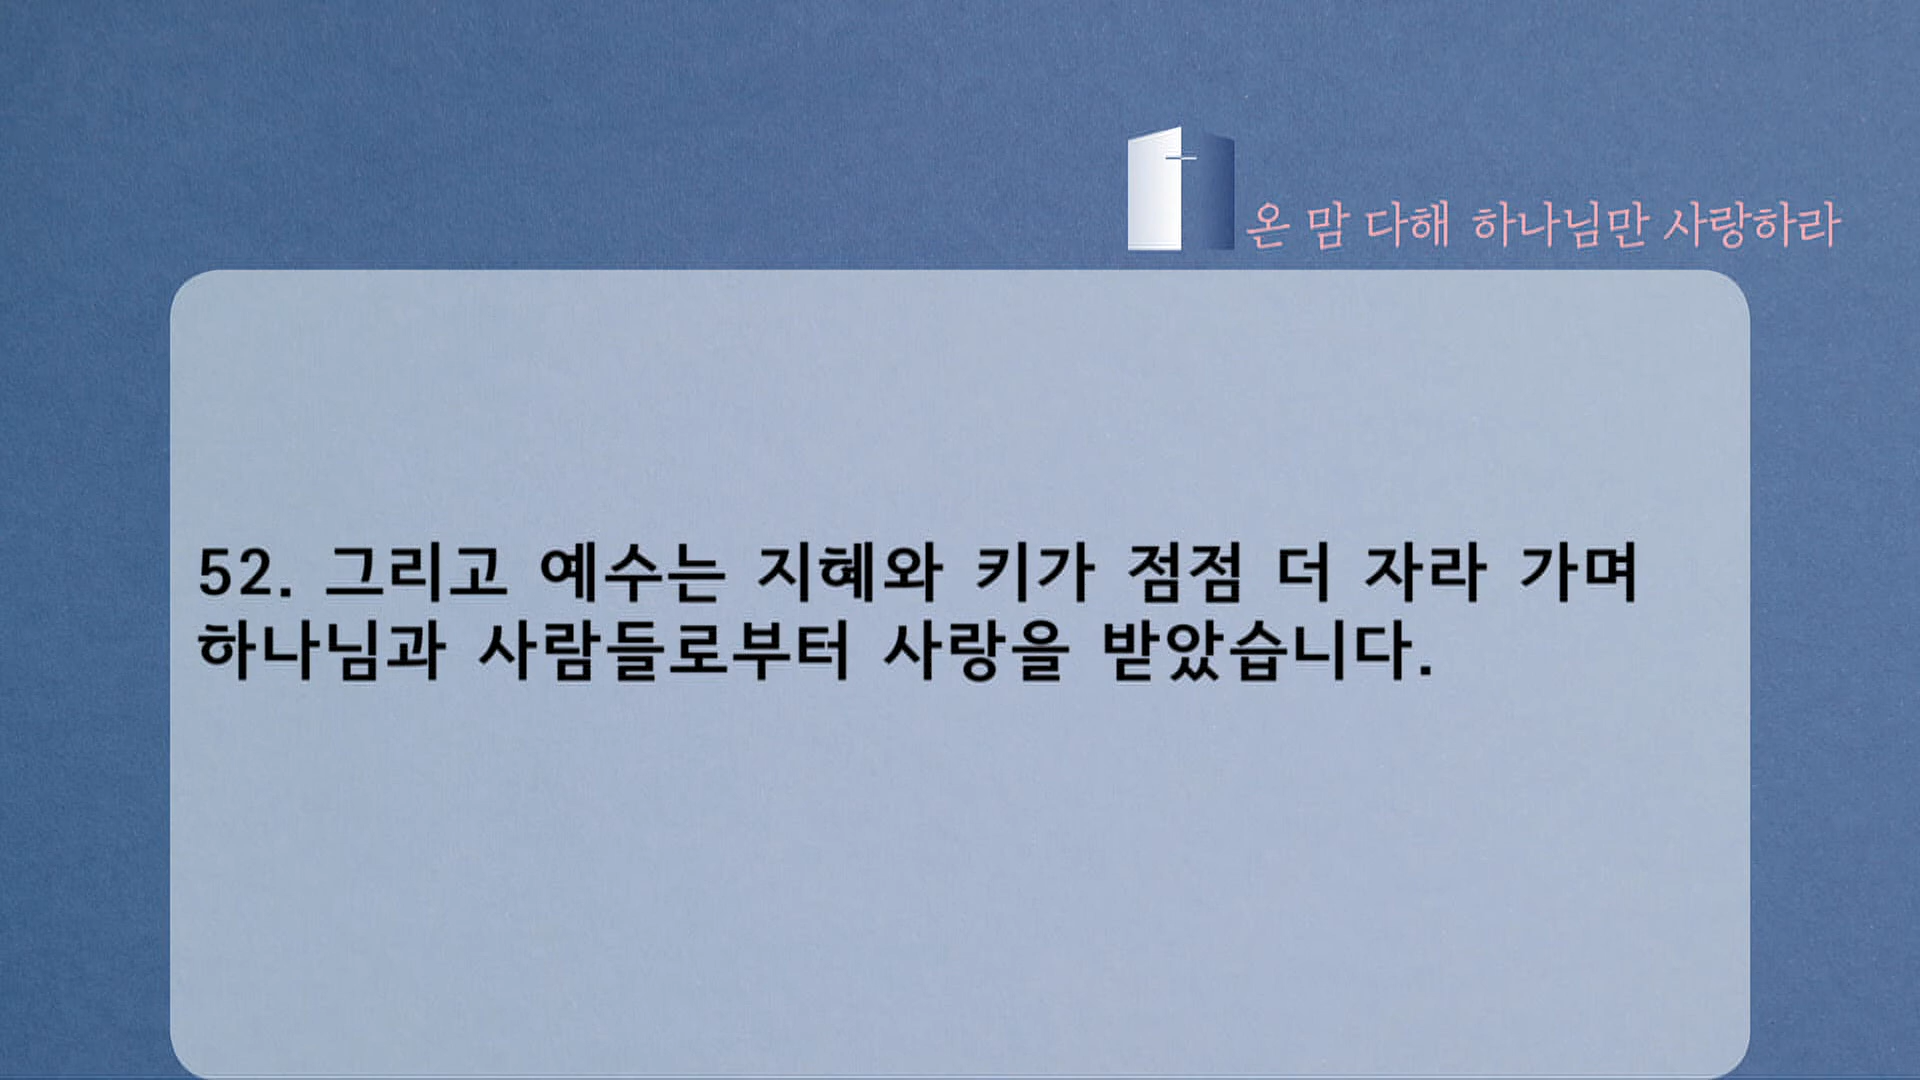 온 맘 다해 하나님만 사랑하라
52. 그리고 예수는 지혜와 키가 점점 더 자라 가며
하나님과 사람들로부터 사랑을 받았습니다.